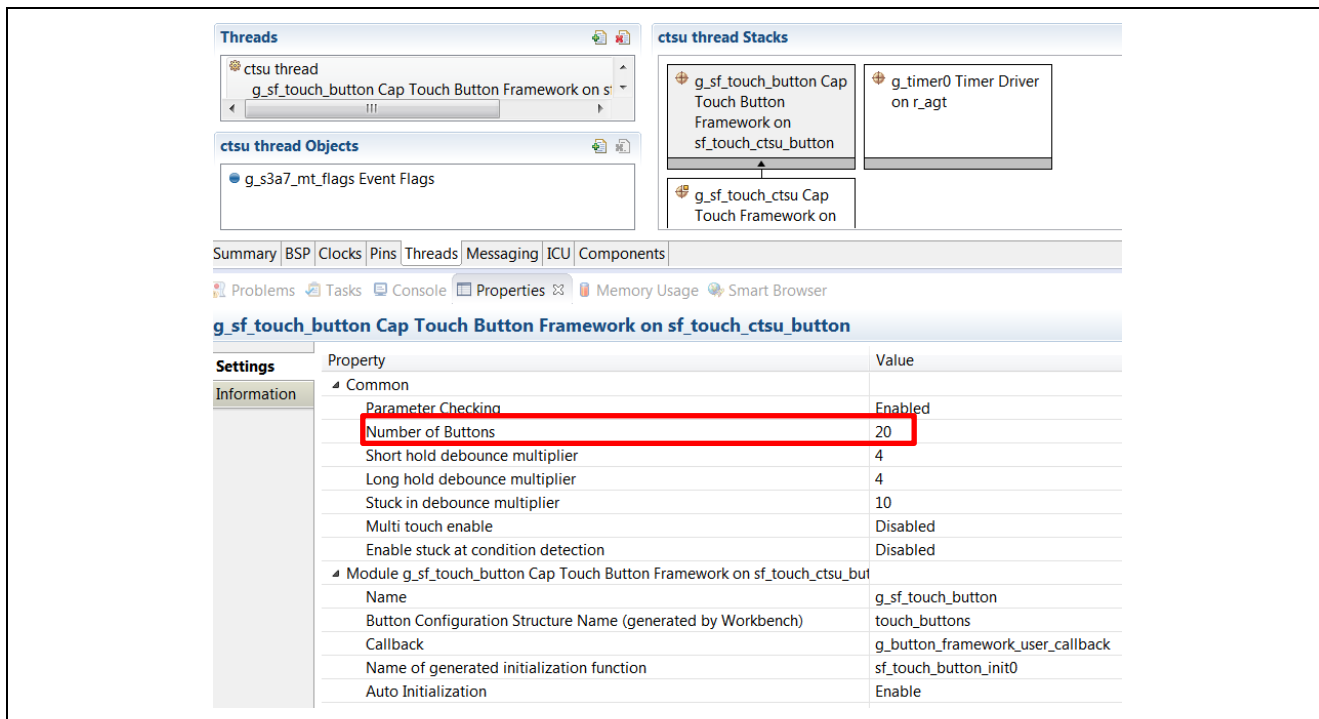 Threads
ctsu thread Stacks
ctsu thread
g_sf_touch_button Cap Touch Button Framework on s
g_sf_touch_button Cap
Touch Button
Framework on
sf_touch_ctsu_button
g_timer0 Timer Driver
on r_agt
ctsu thread Objects
g_s3a7_mt_flags Event Flags
g_sf_touch_ctsu Cap
Touch Framework on
Summary BSP Clocks Pins Threads Messaging ICU Components
Problems Tasks Console Properties Memory Usage Smart Browser
g_sf_touch_button Cap Touch Button Framework on sf_touch_ctsu_button
Settings
Information
Property Value
Common
Parameter Checking Enabled
Number of Buttons 20
Short hold debounce multiplier 4
Long hold debounce multiplier 4
Stuck in debounce multiplier 10
Multi touch enable Disabled
Enable stuck at condition detection Disabled
Module g_sf_touch_button Cap Touch Button Framework on sf_touch_ctsu_but
Name g_sf_touch_button
Button Configuration Structure Name (generated by Workbench) touch_buttons
Callback g_button_framework_user_callback
Name of generated initialization function sf_touch_button_init0
Auto Initialization Enable